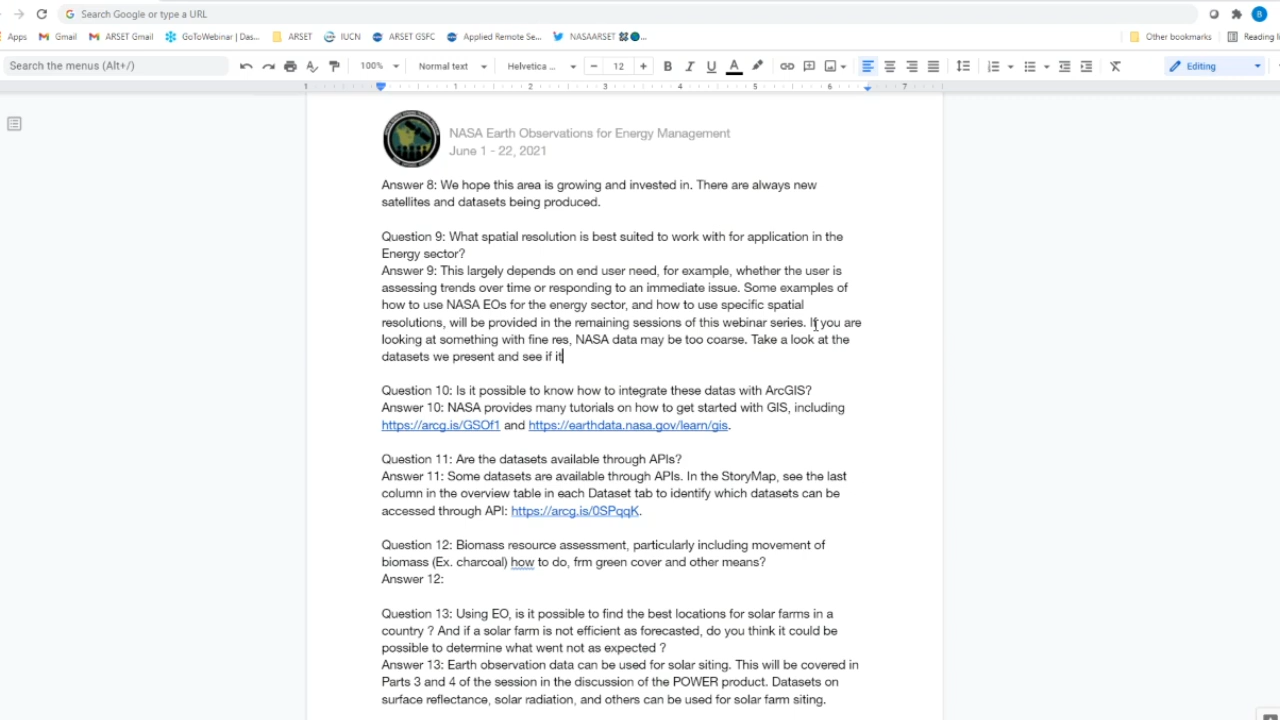 Search Google or type a URL
B
Apps
Gmail
ARSET Gmail
GoToWebinar | Das...
ARSET
IUCN
ARSET GSFC
Applied Remote Se...
NASAARSET
Other bookmarks
Reading li
Search the menus (Alt+/)
100%
Normal text
Helvetica ...
12
B I U A
Editing
1 1 2 3 4 5 6 7
NASA Earth Observations for Energy Management
June 1 - 22, 2021
Answer 8: We hope this area is growing and invested in. There are always new
satellites and datasets being produced.
Question 9: What spatial resolution is best suited to work with for application in the
Energy sector?
Answer 9: This largely depends on end user need, for example, whether the user is
assessing trends over time or responding to an immediate issue. Some examples of
how to use NASA EOs for the energy sector, and how to use specific spatial
resolutions, will be provided in the remaining sessions of this webinar series. If you are
looking at something with fine res, NASA data may be too coarse. Take a look at the
datasets we present and see if it
Question 10: Is it possible to know how to integrate these datas with ArcGIS?
Answer 10: NASA provides many tutorials on how to get started with GIS, including
https://arcg.is/GSOf1 and https://earthdata.nasa.gov/learn/gis.
Question 11: Are the datasets available through APIs?
Answer 11: Some datasets are available through APIs. In the StoryMap, see the last
column in the overview table in each Dataset tab to identify which datasets can be
accessed through API: https://arcg.is/0SPqqK.
Question 12: Biomass resource assessment, particularly including movement of
biomass (Ex. charcoal) how to do, frm green cover and other means?
Answer 12:
Question 13: Using EO, is it possible to find the best locations for solar farms in a
country ? And if a solar farm is not efficient as forecasted, do you think it could be
possible to determine what went not as expected ?
Answer 13: Earth observation data can be used for solar siting. This will be covered in
Parts 3 and 4 of the session in the discussion of the POWER product. Datasets on
surface reflectance, solar radiation, and others can be used for solar farm siting.